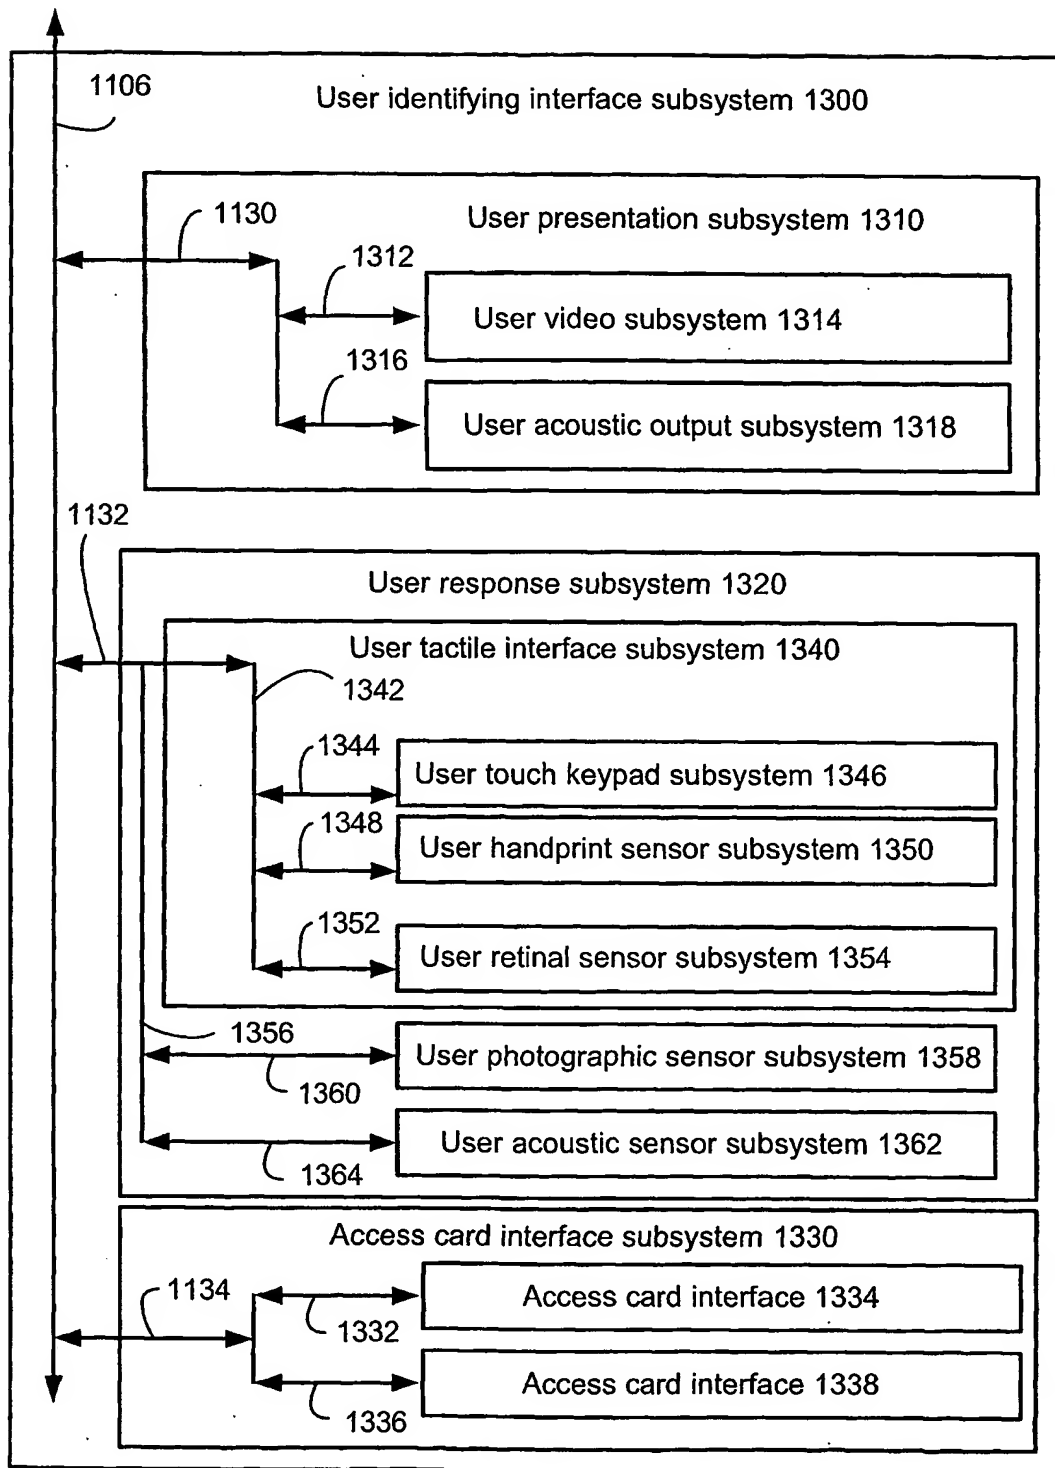 1106
User identifying interface subsystem 1300
1130
User presentation subsystem 1310
1312
User video subsystem 1314
1316
User acoustic output subsystem 1318
1132
User response subsystem 1320
User tactile interface subsystem 1340
1342
1344
User touch keypad subsystem 1346
1348
User handprint sensor subsystem 1350
1352
User retinal sensor subsystem 1354
1356
User photographic sensor subsystem 1358
1360
User acoustic sensor subsystem 1362
1364
Access card interface subsystem 1330
1134
Access card interface 1334
1332
Access card interface 1338
1336